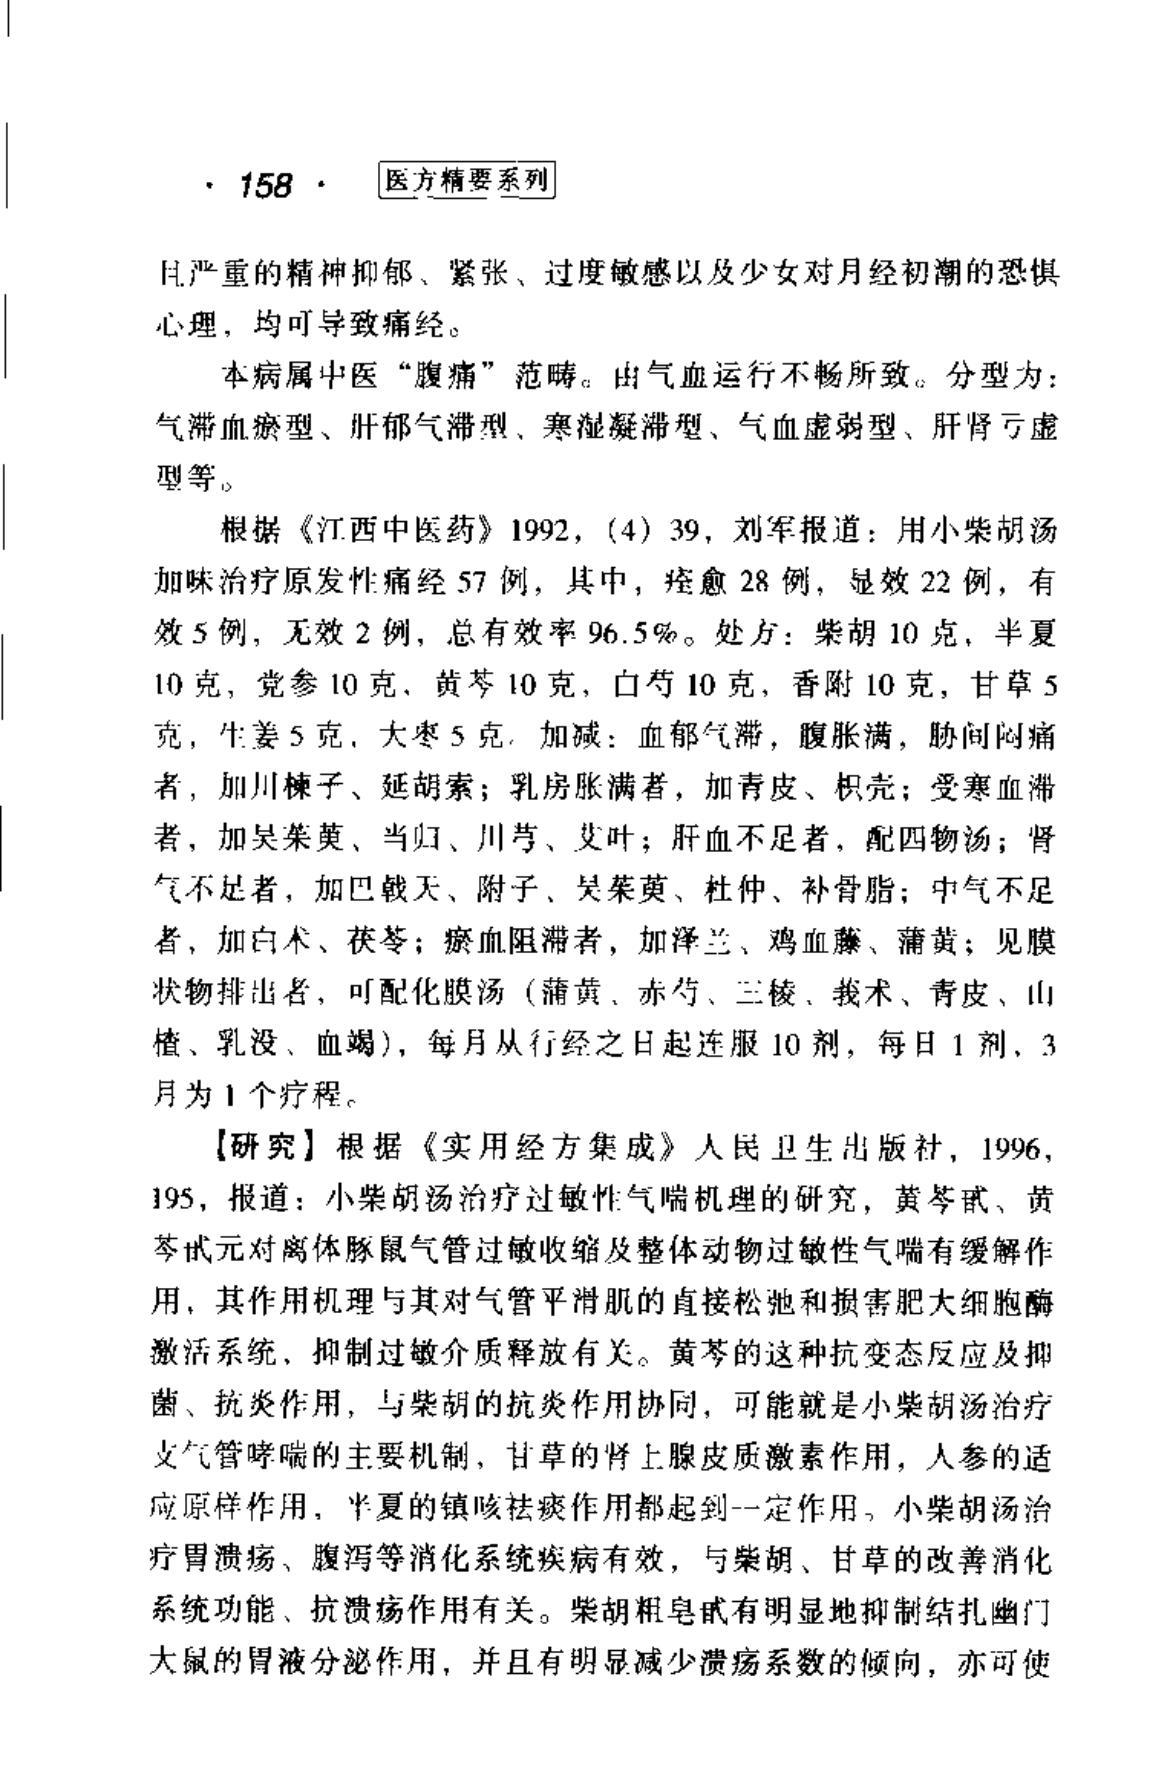 · 158 · 医方精要系列
且严重的精神抑郁、紧张、过度敏感以及少女对月经初潮的恐惧
心理，均可导致痛经。
本病属中医“腹痛”范畴。由气血运行不畅所致。分型为：
气滞血瘀型、肝郁气滞型、寒湿凝滞型、气血虚弱型、肝肾亏虚
型等。
根据《江西中医药》1992，（4）39，刘军报道：用小柴胡汤
加味治疗原发性痛经 57 例，其中，痊愈 28 例，显效 22 例，有
效 5 例，无效 2 例，总有效率 96.5%。处方：柴胡 10 克，半夏
10 克，党参 10 克，黄芩 10 克，白芍 10 克，香附 10 克，甘草 5
克，生姜 5 克，大枣 5 克。加减：血郁气滞，腹胀满，胁间闷痛
者，加川楝子、延胡索；乳房胀满者，加青皮、枳壳；受寒血滞
者，加吴茱萸、当归、川芎、艾叶；肝血不足者，配四物汤；肾
气不足者，加巴戟天、附子、吴茱萸、杜仲、补骨脂；中气不足
者，加白术、茯苓；瘀血阻滞者，加泽兰、鸡血藤、蒲黄；见膜
状物排出者，可配化膜汤（蒲黄、赤芍、三棱、莪术、青皮、山
楂、乳没、血竭），每月从行经之日起连服 10 剂，每日 1 剂，3
月为 1 个疗程。
【研究】根据《实用经方集成》人民卫生出版社，1996，
195，报道：小柴胡汤治疗过敏性气喘机理的研究，黄芩甙、黄
芩甙元对离体豚鼠气管过敏收缩及整体动物过敏性气喘有缓解作
用，其作用机理与其对气管平滑肌的直接松弛和损害肥大细胞酶
激活系统，抑制过敏介质释放有关。黄芩的这种抗变态反应及抑
菌、抗炎作用，与柴胡的抗炎作用协同，可能就是小柴胡汤治疗
支气管哮喘的主要机制，甘草的肾上腺皮质激素作用，人参的适
应原样作用，半夏的镇咳祛痰作用都起到一定作用。小柴胡汤治
疗胃溃疡、腹泻等消化系统疾病有效，与柴胡、甘草的改善消化
系统功能、抗溃疡作用有关。柴胡粗皂甙有明显地抑制结扎幽门
大鼠的胃液分泌作用，并且有明显减少溃疡系数的倾向，亦可使